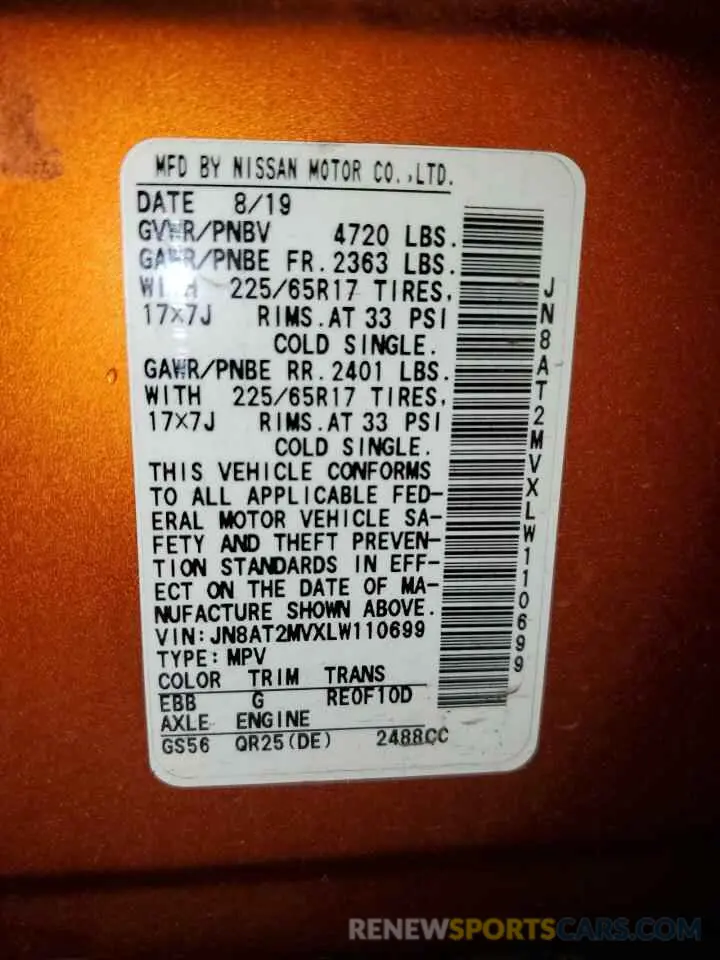 MFD BY NISSAN MOTOR CO.,LTD.
DATE 8/19
GVWR/PNBV 4720 LBS.
GAWR/PNBE FR. 2363 LBS.
WITH 225/65R17 TIRES,
17×7J RIMS. AT 33 PSI
COLD SINGLE.
GAWR/PNBE RR. 2401 LBS.
WITH 225/65R17 TIRES,
17×7J RIMS. AT 33 PSI
COLD SINGLE.
THIS VEHICLE CONFORMS
TO ALL APPLICABLE FED-
ERAL MOTOR VEHICLE SA-
FETY AND THEFT PREVEN-
TION STANDARDS IN EFF-
ECT ON THE DATE OF MA-
NUFACTURE SHOWN ABOVE.
VIN: JN8AT2MVXLW110699
TYPE: MPV
COLOR TRIM TRANS
EBB G RE0F10D
AXLE ENGINE
GS56 QR25(DE) 2488CC
JN8AT2MVXLW110699
RENEWSPORTSCARS.COM